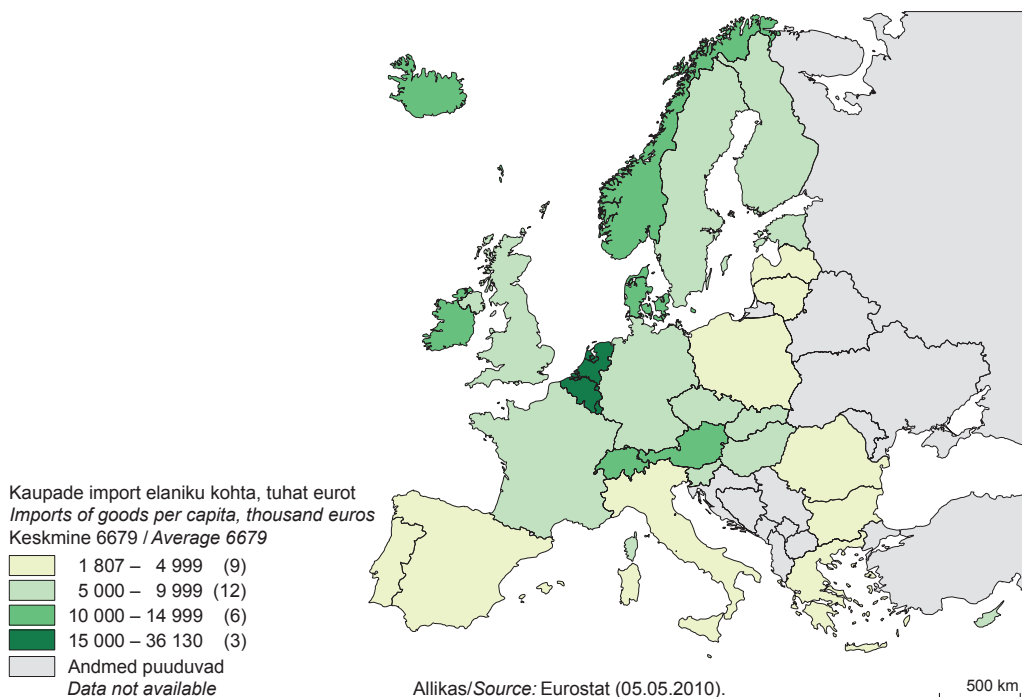 Kaupade import elaniku kohta, tuhat eurot
Imports of goods per capita, thousand euros
Keskmine 6679 / Average 6679
1 807 – 4 999 (9)
5 000 – 9 999 (12)
10 000 – 14 999 (6)
15 000 – 36 130 (3)
Andmed puuduvad
Data not available
Allikas/Source: Eurostat (05.05.2010).
500 km